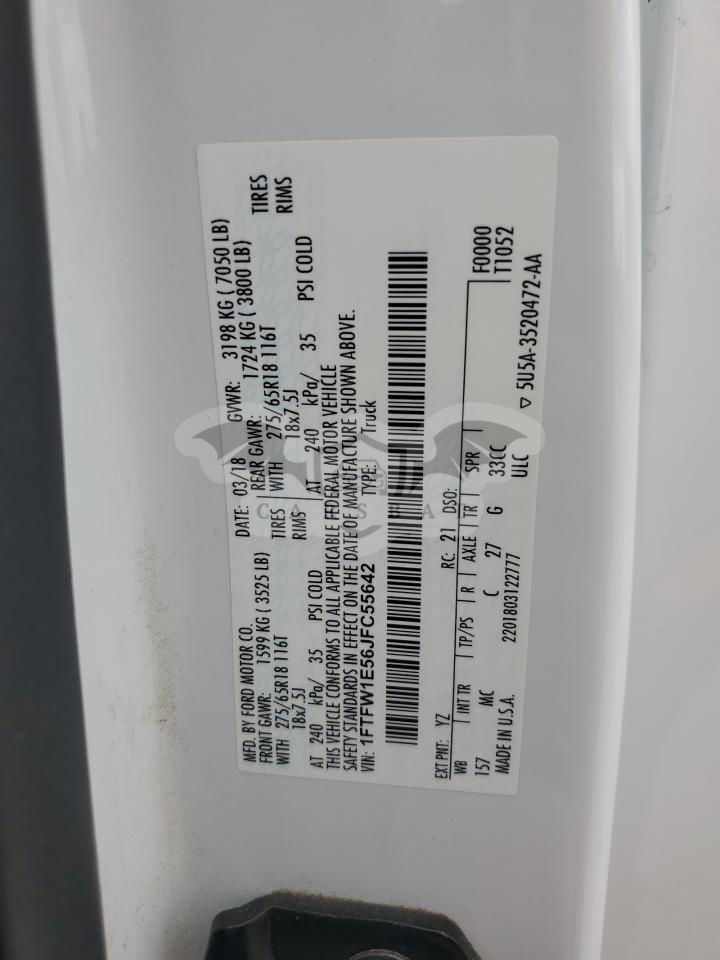 MFD. BY FORD MOTOR CO.
DATE: 03/18 GVWR: 3198 KG ( 7050 LB)
FRONT GAWR: 1599 KG ( 3525 LB)
REAR GAWR: 1724 KG ( 3800 LB)
WITH 275/65R18 116T TIRES
WITH 275/65R18 116T TIRES
18x7.5J RIMS
18x7.5J RIMS
AT 240 kPa/ 35 PSI COLD
AT 240 kPa/ 35 PSI COLD
THIS VEHICLE CONFORMS TO ALL APPLICABLE FEDERAL MOTOR VEHICLE
SAFETY STANDARDS IN EFFECT ON THE DATE OF MANUFACTURE SHOWN ABOVE.
VIN: 1FTFW1E56JFC55642 TYPE: Truck
CASBA
EXT PNT: YZ RC: 21 DSO:
WB INT TR TP/PS R AXLE TR SPR
F0000
157 MC C 27 G 33CC
T1052
ULC
2201803122777
MADE IN U.S.A.
▽ 5U5A-3520472-AA